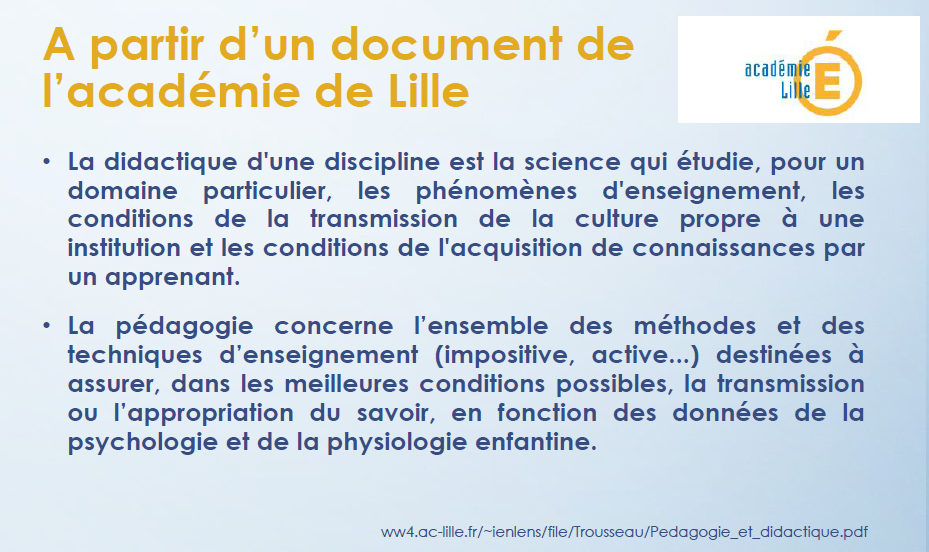 A partir d’un document de
l’académie de Lille
académie
Lille
É
• La didactique d'une discipline est la science qui étudie, pour un
domaine particulier, les phénomènes d'enseignement, les
conditions de la transmission de la culture propre à une
institution et les conditions de l'acquisition de connaissances par
un apprenant.
• La pédagogie concerne l’ensemble des méthodes et des
techniques d’enseignement (impositive, active...) destinées à
assurer, dans les meilleures conditions possibles, la transmission
ou l’appropriation du savoir, en fonction des données de la
psychologie et de la physiologie enfantine.
ww4.ac-lille.fr/~ienlens/file/Trousseau/Pedagogie_et_didactique.pdf